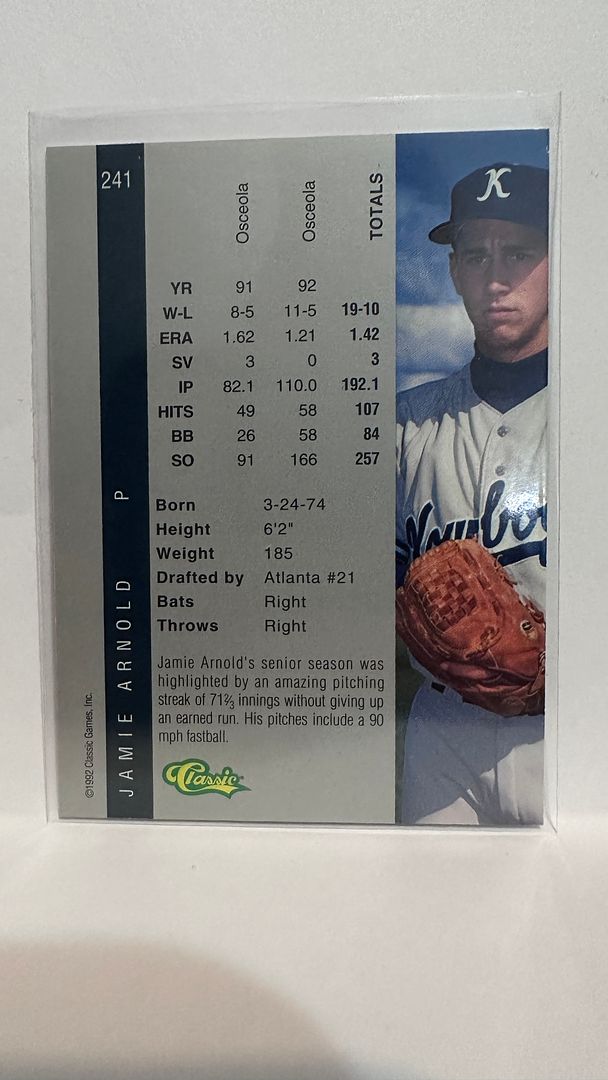 241
Osceola Osceola TOTALS
YR 91 92
W-L 8-5 11-5 19-10
ERA 1.62 1.21 1.42
SV 3 0 3
IP 82.1 110.0 192.1
HITS 49 58 107
BB 26 58 84
SO 91 166 257
Born 3-24-74
Height 6'2"
Weight 185
Drafted by Atlanta #21
Bats Right
Throws Right
Jamie Arnold's senior season was
highlighted by an amazing pitching
streak of 71⅔ innings without giving up
an earned run. His pitches include a 90
mph fastball.
Classic
JAMIE ARNOLD P
©1992 Classic Games, Inc.
K